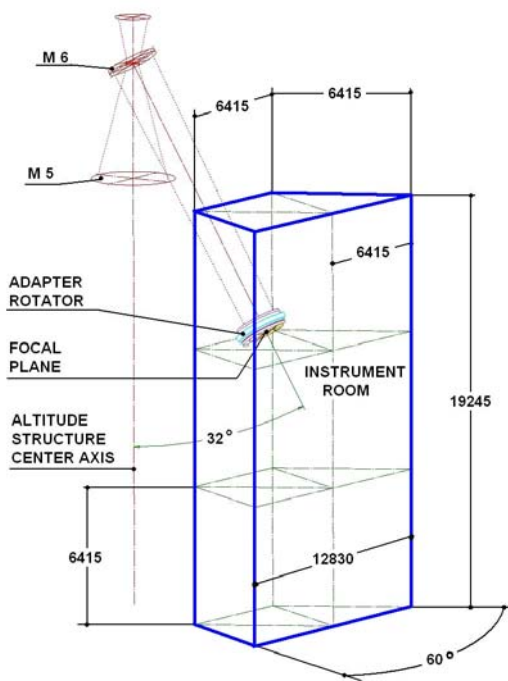 M 6
6415
6415
M 5
6415
ADAPTER
ROTATOR
FOCAL
PLANE
INSTRUMENT
ROOM
19245
ALTITUDE
STRUCTURE
CENTER AXIS
32°
6415
12830
60°